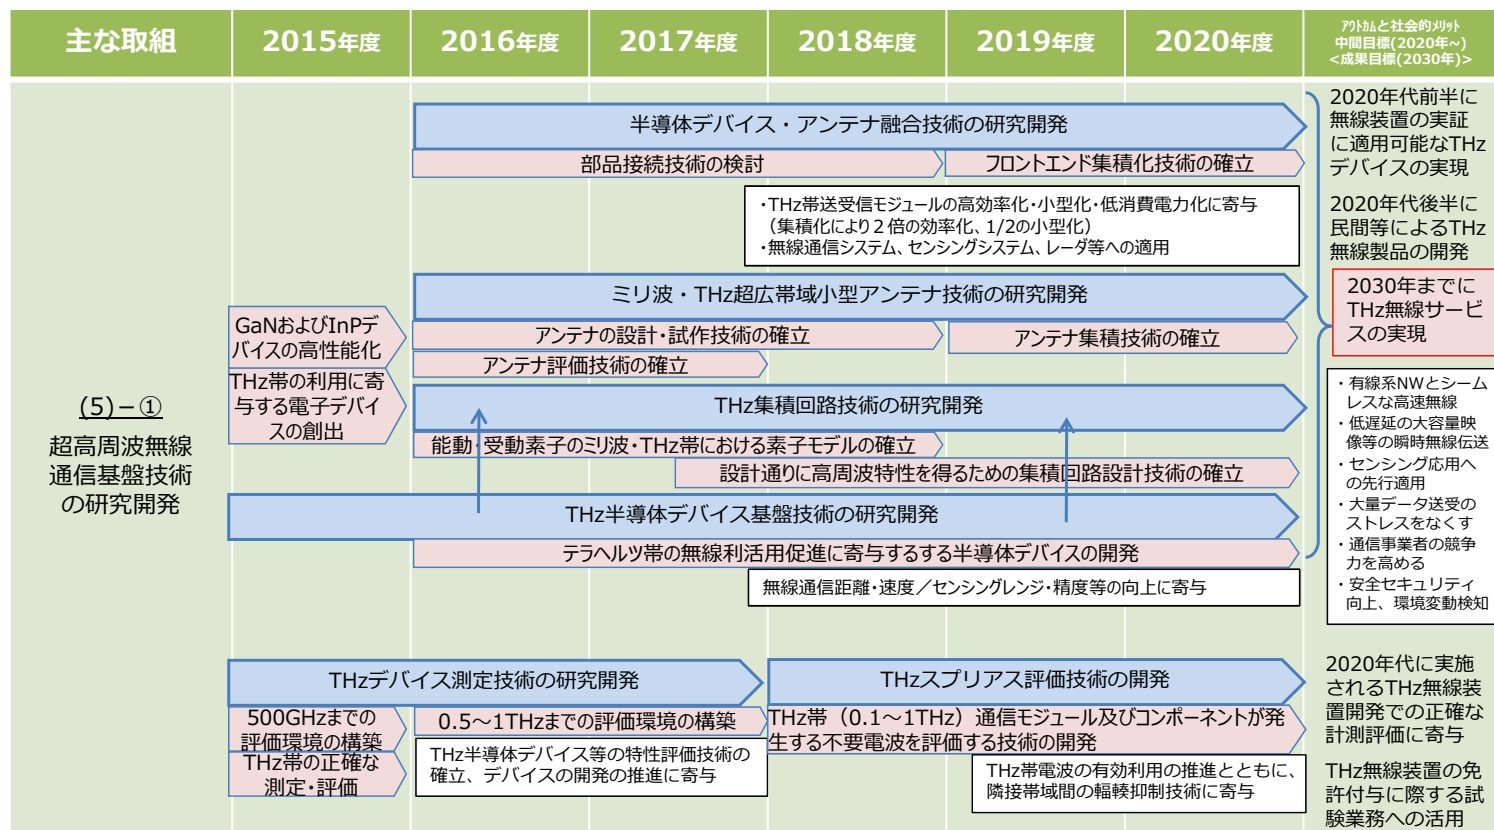 主な取組
2015年度
2016年度
2017年度
2018年度
2019年度
2020年度
アウトカムと社会的メリット
中間目標(2020年~)
<成果目標(2030年)>
(5)-①
超高周波無線
通信基盤技術
の研究開発
半導体デバイス・アンテナ融合技術の研究開発
部品接続技術の検討
フロントエンド集積化技術の確立
・THz帯送受信モジュールの高効率化・小型化・低消費電力化に寄与
（集積化により２倍の効率化、1/2の小型化）
・無線通信システム、センシングシステム、レーダ等への適用
ミリ波・THz超広帯域小型アンテナ技術の研究開発
GaNおよびInPデ
バイスの高性能化
アンテナの設計・試作技術の確立
アンテナ集積技術の確立
アンテナ評価技術の確立
THz帯の利用に寄
与する電子デバイ
スの創出
THz集積回路技術の研究開発
能動・受動素子のミリ波・THz帯における素子モデルの確立
設計通りに高周波特性を得るための集積回路設計技術の確立
THz半導体デバイス基盤技術の研究開発
テラヘルツ帯の無線利活用促進に寄与するする半導体デバイスの開発
無線通信距離・速度／センシングレンジ・精度等の向上に寄与
THzデバイス測定技術の研究開発
THzスプリアス評価技術の開発
500GHzまでの
評価環境の構築
0.5～1THzまでの評価環境の構築
THz帯（0.1～1THz）通信モジュール及びコンポーネントが発
生する不要電波を評価する技術の開発
THz帯の正確な
測定・評価
THz半導体デバイス等の特性評価技術の
確立、デバイスの開発の推進に寄与
THz帯電波の有効利用の推進とともに、
隣接帯域間の輻輳抑制技術に寄与
2020年代前半に
無線装置の実証
に適用可能なTHz
デバイスの実現
2020年代後半に
民間等によるTHz
無線製品の開発
2030年までに
THz無線サービ
スの実現
・有線系NWとシーム
レスな高速無線
・低遅延の大容量映
像等の瞬時無線伝送
・センシング応用へ
の先行適用
・大量データ送受の
ストレスをなくす
・通信事業者の競争
力を高める
・安全セキュリティ
向上、環境変動検知
2020年代に実施
されるTHz無線装
置開発での正確な
計測評価に寄与
THz無線装置の免
許付与に際する試
験業務への活用